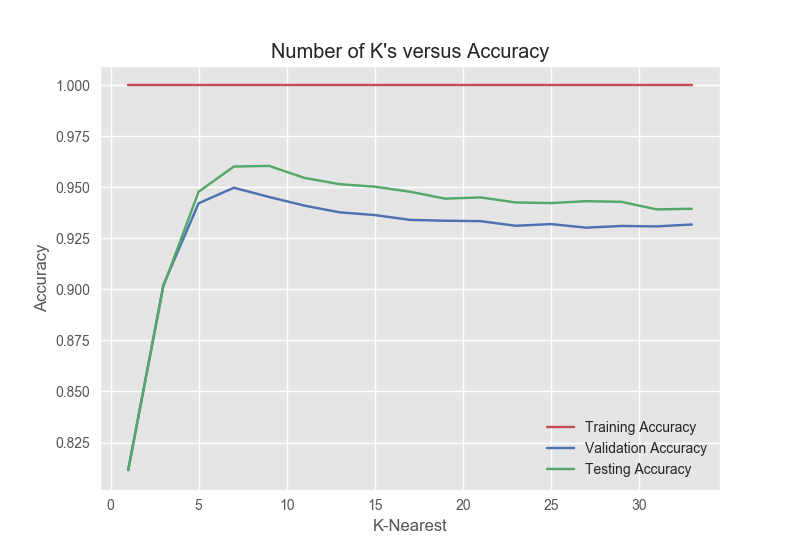 Number of K's versus Accuracy
1.000
0.975
0.950
0.925
0.900
0.875
0.850
0.825
Accuracy
Training Accuracy
Validation Accuracy
Testing Accuracy
0 5 10 15 20 25 30
K-Nearest